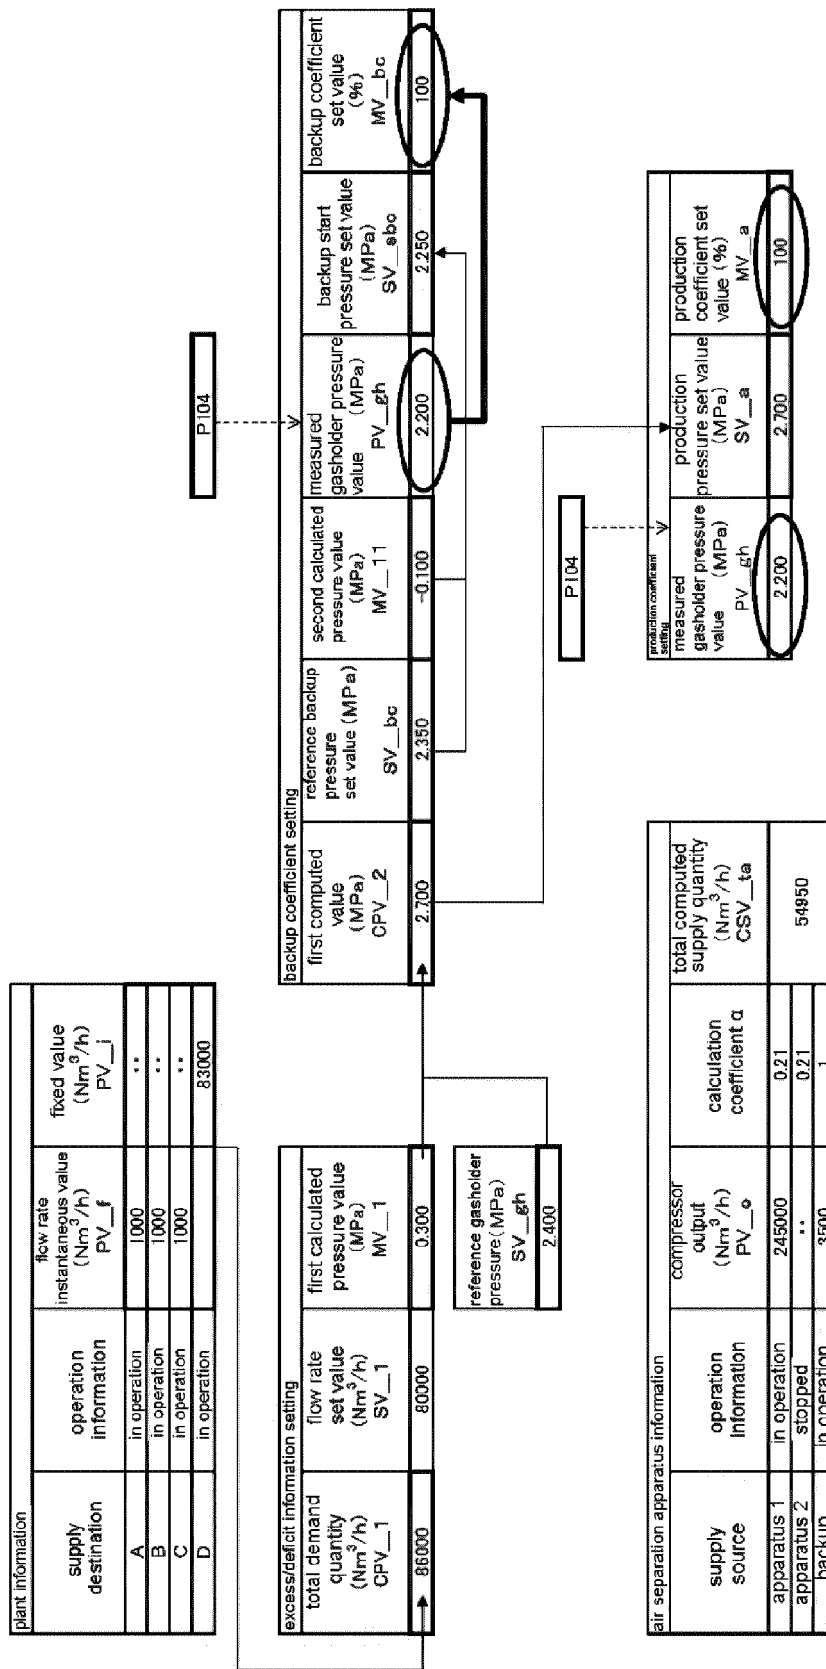 plant information
supply
destination
operation
information
flow rate
instantaneous value
(Nm³/h)
PV_f
fixed value
(Nm³/h)
PV_j
A
in operation
1000
••
B
in operation
1000
••
C
in operation
1000
••
D
in operation
83000
excess/deficit information setting
total demand
quantity
(Nm³/h)
CPV_1
flow rate
set value
(Nm³/h)
SV_1
first calculated
pressure value
(MPa)
MV_1
86000
80000
0.300
reference gasholder
pressure(MPa)
SV_gh
2.400
backup coefficient setting
first computed
value
(MPa)
CPV_2
reference backup
pressure
set value (MPa)
SV_bc
second calculated
pressure value
(MPa)
MV_11
measured
gasholder pressure
value (MPa)
PV_gh
backup start
pressure set value
(MPa)
SV_sbc
backup coefficient
set value
(%)
MV_bc
2.700
2.350
-0.100
2.200
2.250
100
P104
air separation apparatus information
supply
source
operation
information
compressor
output
(Nm³/h)
PV_o
calculation
coefficient α
total computed
supply quantity
(Nm³/h)
CSV_ta
apparatus 1
in operation
245000
0.21
apparatus 2
stopped
••
0.21
54950
backup
in operation
3500
1
P104
production coefficient
setting
measured
gasholder pressure
value (MPa)
PV_gh
production
pressure set value
(MPa)
SV_a
production
coefficient set
value (%)
MV_a
2.200
2.700
100